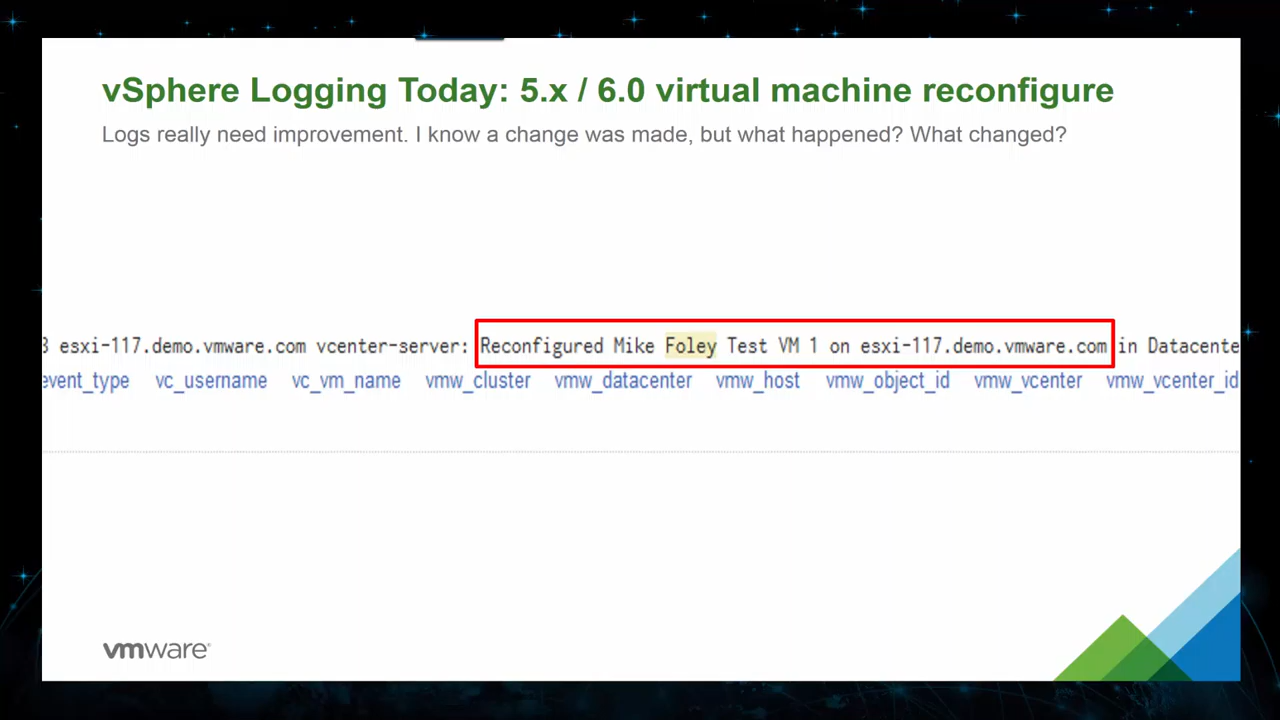 vSphere Logging Today: 5.x / 6.0 virtual machine reconfigure
Logs really need improvement. I know a change was made, but what happened? What changed?
3 esxi-117.demo.vmware.com vcenter-server: Reconfigured Mike Foley Test VM 1 on esxi-117.demo.vmware.com in Datacente
event_type vc_username vc_vm_name vmw_cluster vmw_datacenter vmw_host vmw_object_id vmw_vcenter vmw_vcenter_id
vmware